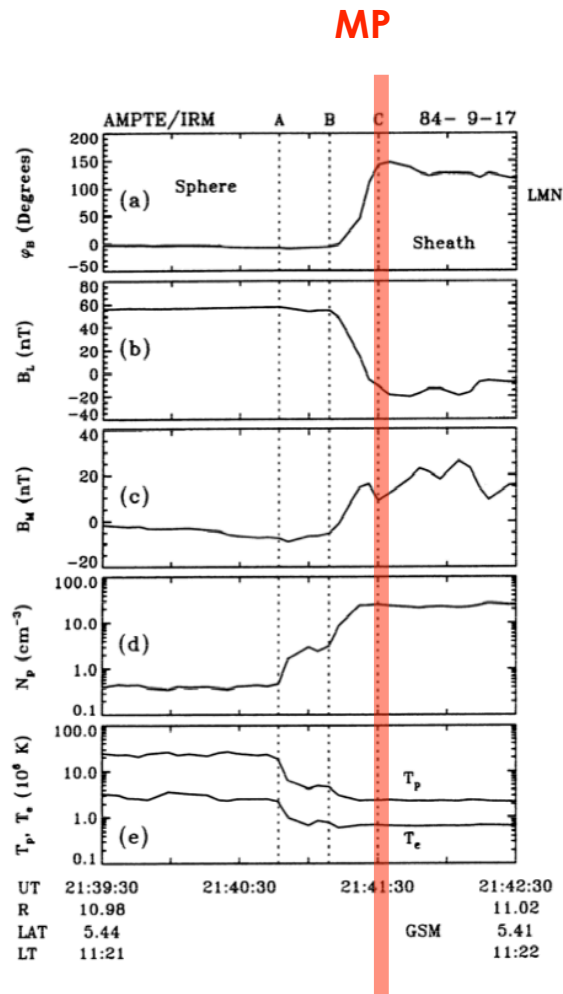 MP
AMPTE/IRM A B C 84- 9-17
200
150
100
50
0
-50
φB (Degrees)
(a)
Sphere
Sheath
LMN
80
60
40
20
0
-20
-40
BL (nT)
(b)
40
20
0
-20
BM (nT)
(c)
100.0
10.0
1.0
0.1
Np (cm-3)
(d)
100.0
10.0
1.0
0.1
Tp, Te (10⁶ K)
(e)
Tp
Te
UT 21:39:30 21:40:30 21:41:30 21:42:30
R 10.98 11.02
LAT 5.44 GSM 5.41
LT 11:21 11:22